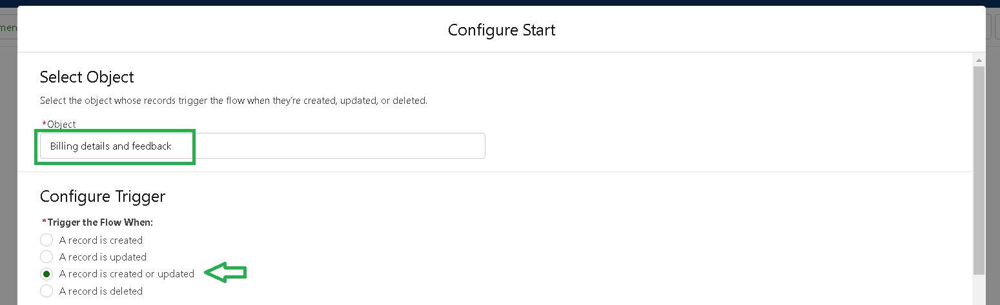 men
Configure Start
Select Object
Select the object whose records trigger the flow when they're created, updated, or deleted.
*Object
Billing details and feedback
Configure Trigger
*Trigger the Flow When:
A record is created
A record is updated
A record is created or updated
A record is deleted